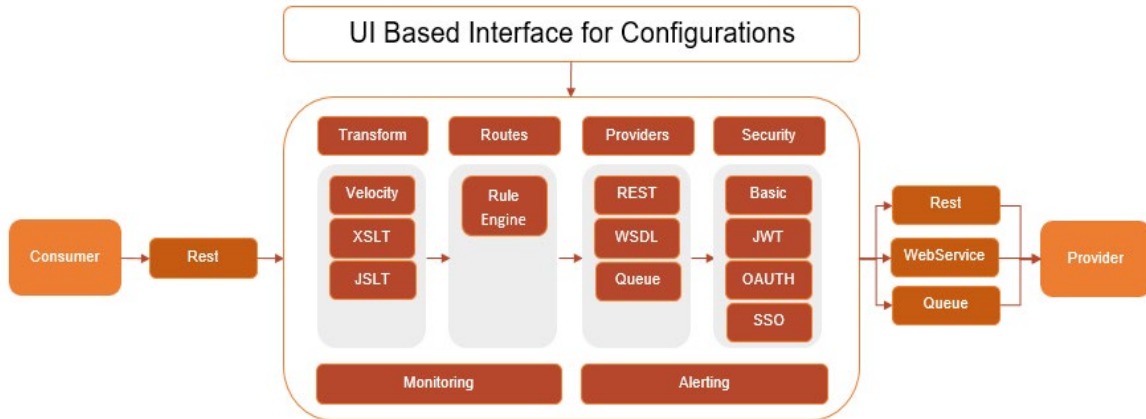 UI Based Interface for Configurations
Transform
Routes
Providers
Security
Velocity
XSLT
JSLT
Rule
Engine
REST
WSDL
Queue
Basic
JWT
OAUTH
SSO
Consumer
Rest
Rest
WebService
Queue
Provider
Monitoring
Alerting